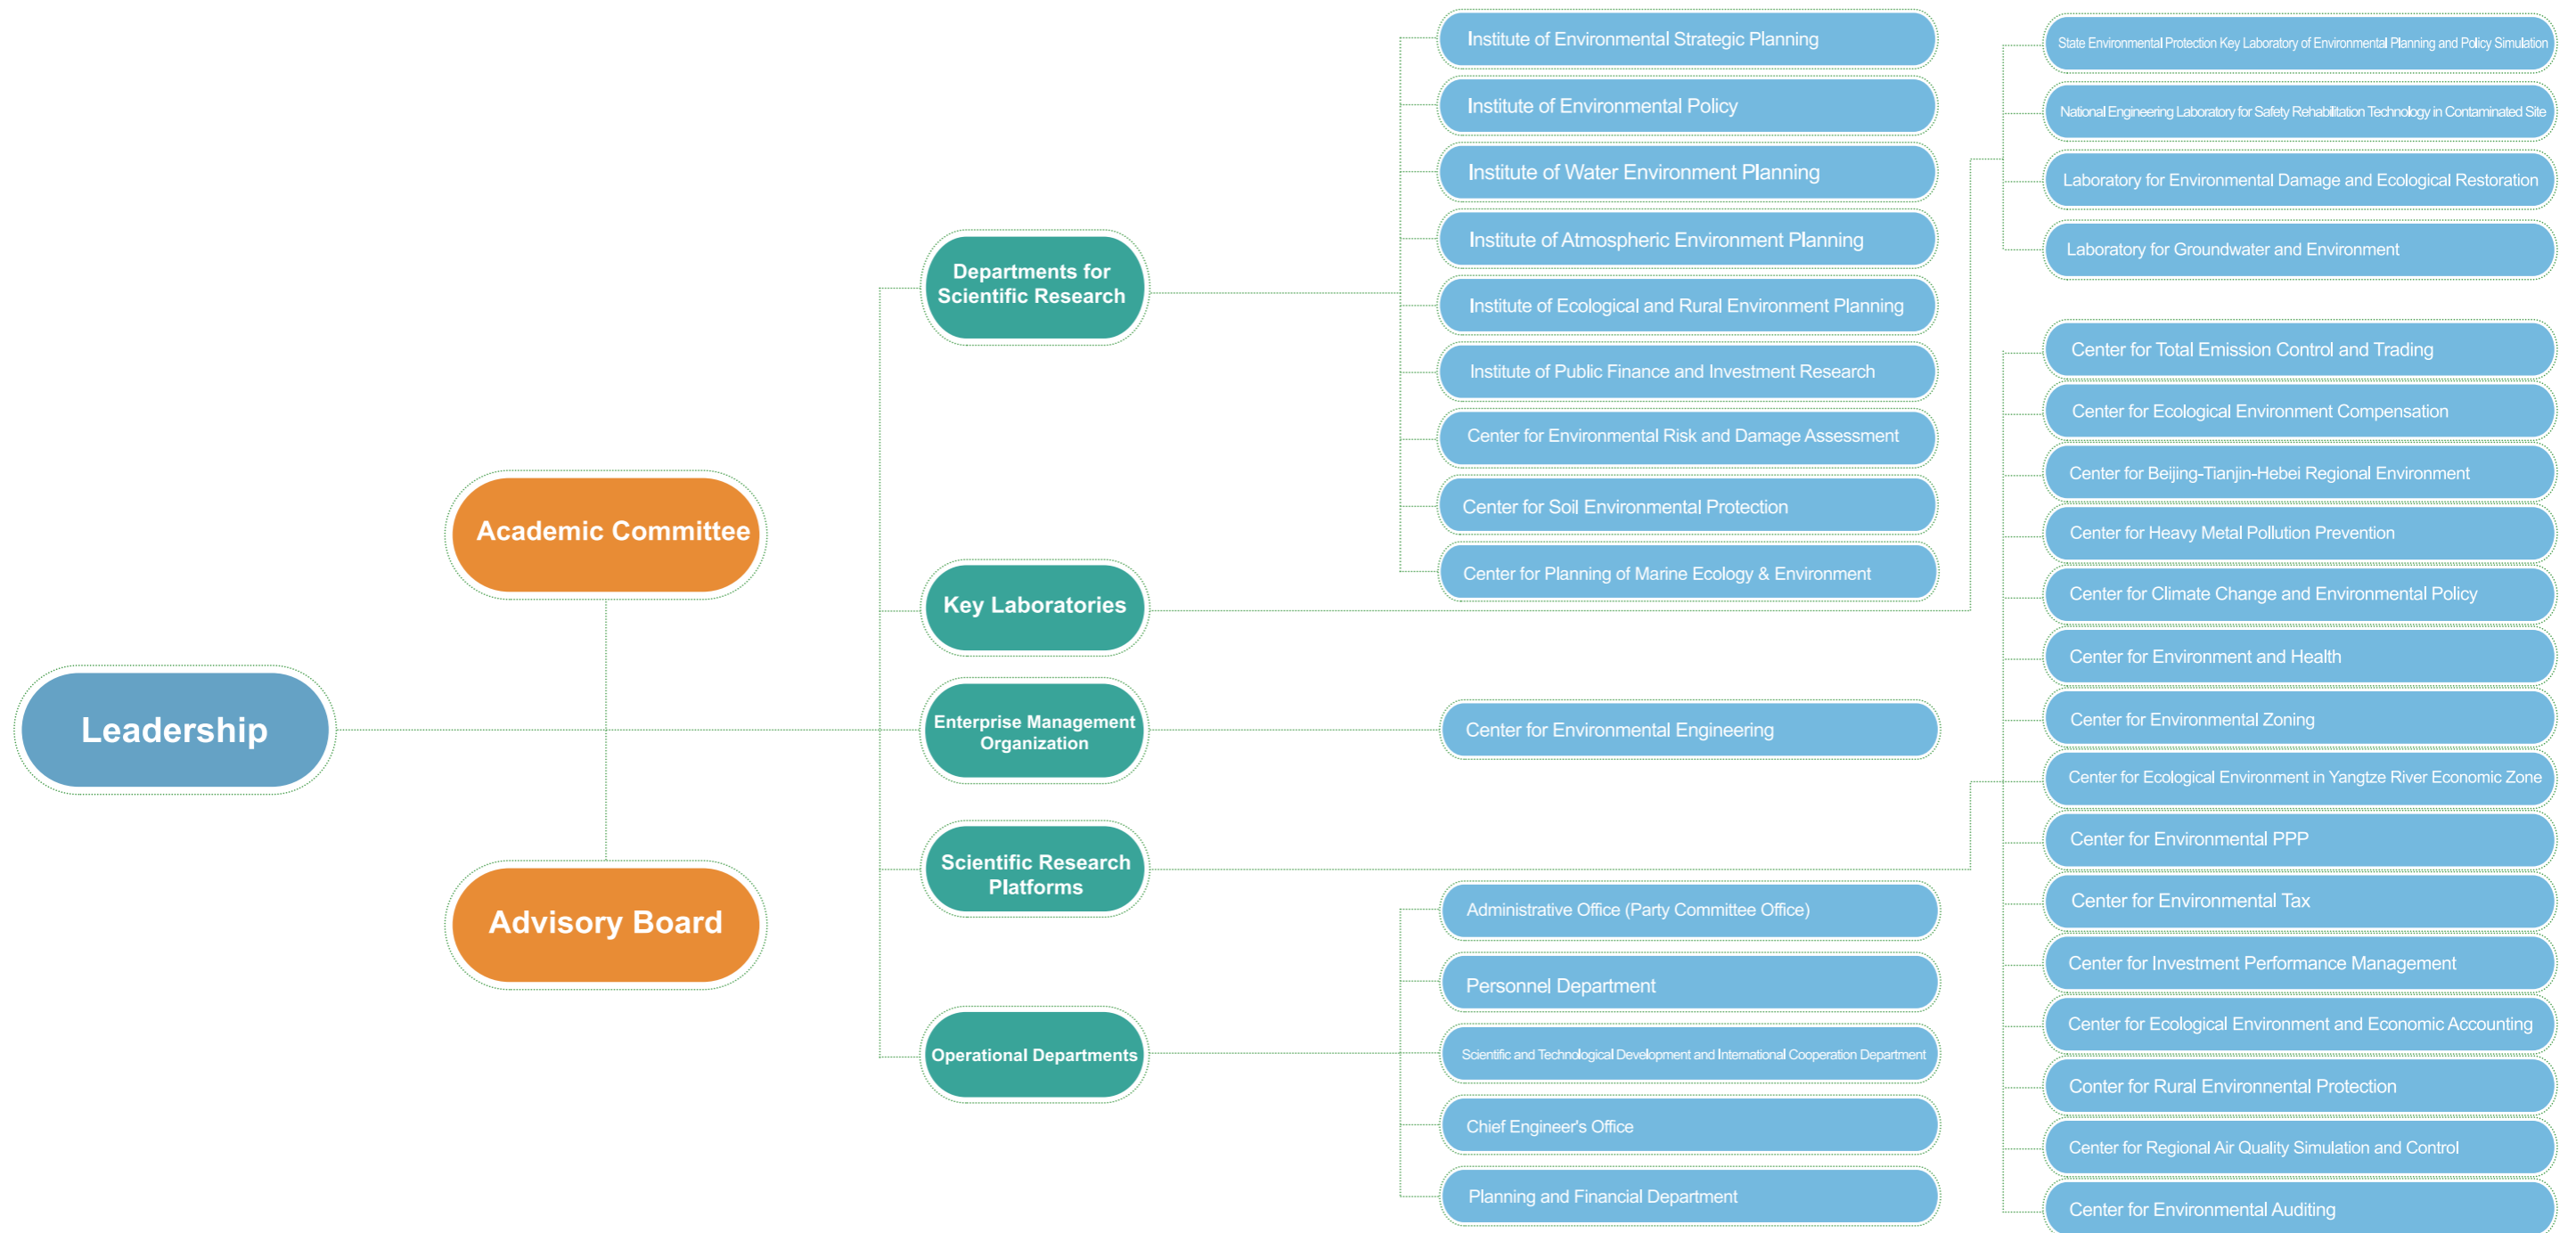 Leadership
Academic Committee
Advisory Board
Departments for
Scientific Research
Key Laboratories
Enterprise Management
Organization
Scientific Research
Platforms
Operational Departments
Institute of Environmental Strategic Planning
Institute of Environmental Policy
Institute of Water Environment Planning
Institute of Atmospheric Environment Planning
Institute of Ecological and Rural Environment Planning
Institute of Public Finance and Investment Research
Center for Environmental Risk and Damage Assessment
Center for Soil Environmental Protection
Center for Planning of Marine Ecology & Environment
Center for Environmental Engineering
Administrative Office (Party Committee Office)
Personnel Department
Scientific and Technological Development and International Cooperation Department
Chief Engineer's Office
Planning and Financial Department
State Environmental Protection Key Laboratory of Environmental Planning and Policy Simulation
National Engineering Laboratory for Safety Rehabilitation Technology in Contaminated Site
Laboratory for Environmental Damage and Ecological Restoration
Laboratory for Groundwater and Environment
Center for Total Emission Control and Trading
Center for Ecological Environment Compensation
Center for Beijing-Tianjin-Hebei Regional Environment
Center for Heavy Metal Pollution Prevention
Center for Climate Change and Environmental Policy
Center for Environment and Health
Center for Environmental Zoning
Center for Ecological Environment in Yangtze River Economic Zone
Center for Environmental PPP
Center for Environmental Tax
Center for Investment Performance Management
Center for Ecological Environment and Economic Accounting
Conter for Rural Environnental Protection
Center for Regional Air Quality Simulation and Control
Center for Environmental Auditing